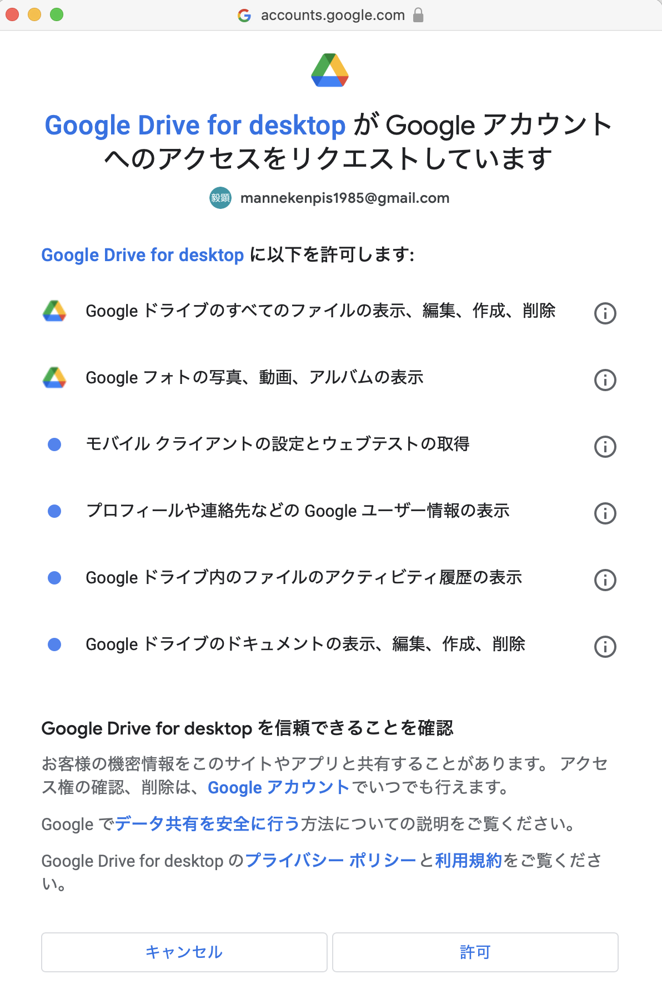 accounts.google.com
Google Drive for desktop が Google アカウント
へのアクセスをリクエストしています
毅顕 mannekenpis1985@gmail.com
Google Drive for desktop に以下を許可します:
Google ドライブのすべてのファイルの表示、編集、作成、削除
Google フォトの写真、動画、アルバムの表示
モバイル クライアントの設定とウェブテストの取得
プロフィールや連絡先などの Google ユーザー情報の表示
Google ドライブ内のファイルのアクティビティ履歴の表示
Google ドライブのドキュメントの表示、編集、作成、削除
Google Drive for desktop を信頼できることを確認
お客様の機密情報をこのサイトやアプリと共有することがあります。 アクセ
ス権の確認、削除は、Google アカウントでいつでも行えます。
Google でデータ共有を安全に行う方法についての説明をご覧ください。
Google Drive for desktop のプライバシー ポリシーと利用規約をご覧くださ
い。
キャンセル 許可